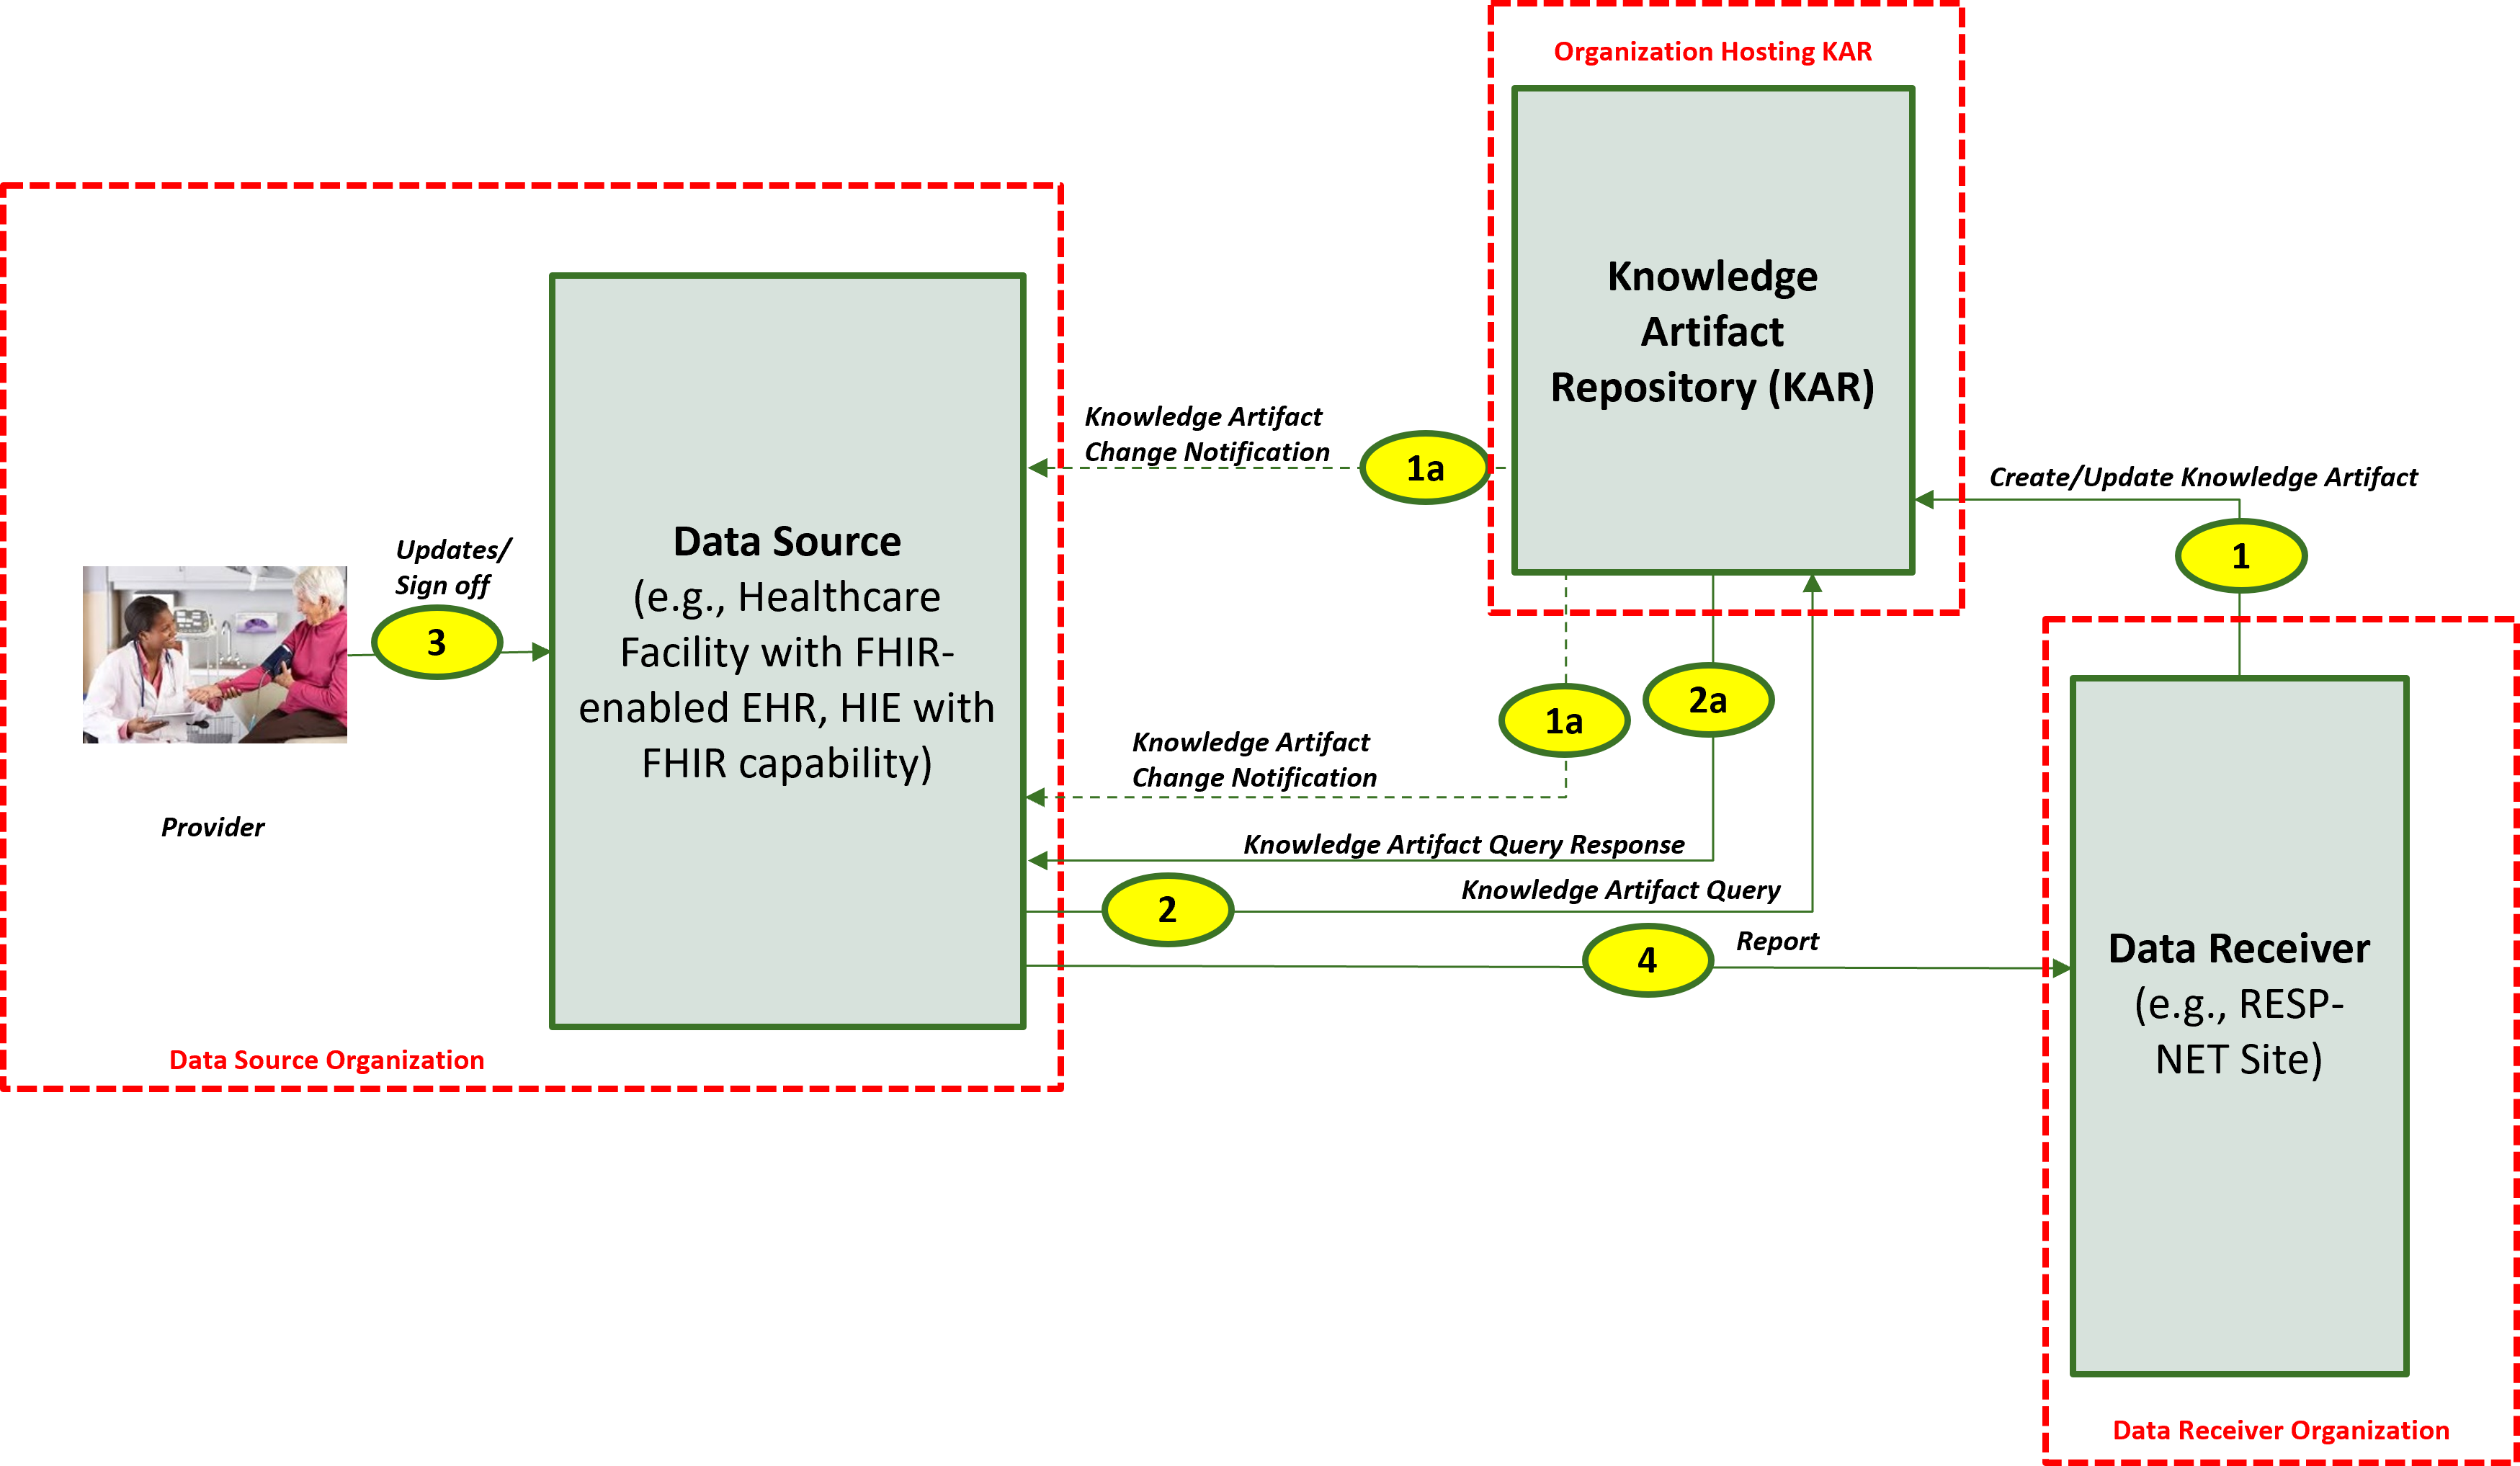 Organization Hosting KAR
Knowledge
Artifact
Repository (KAR)
Knowledge Artifact
Change Notification
1a
Create/Update Knowledge Artifact
1
Updates/
Sign off
3
Provider
Data Source
(e.g., Healthcare
Facility with FHIR-
enabled EHR, HIE with
FHIR capability)
Data Source Organization
2a
1a
Knowledge Artifact
Change Notification
Knowledge Artifact Query Response
2
Knowledge Artifact Query
4
Report
Data Receiver
(e.g., RESP-
NET Site)
Data Receiver Organization